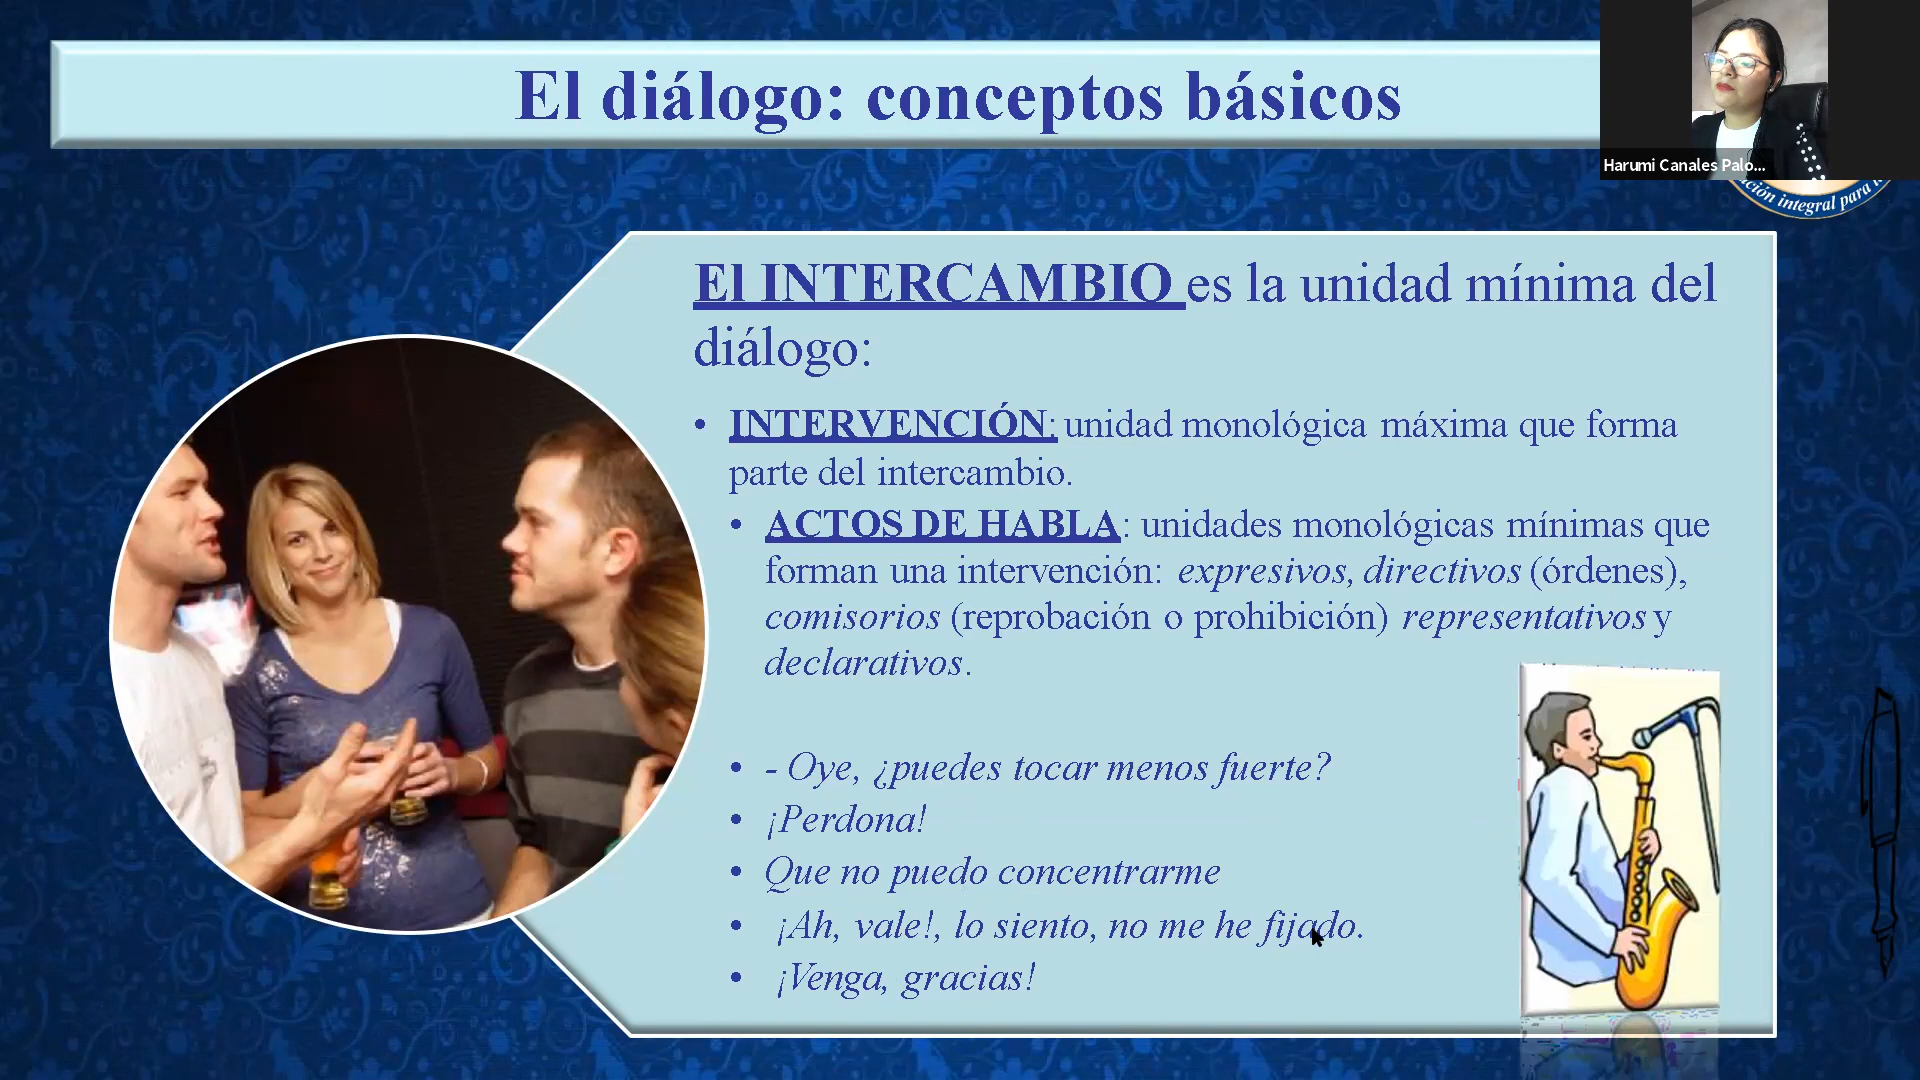 El diálogo: conceptos básicos
Harumi Canales Palo...
integral para
El INTERCAMBIO es la unidad mínima del
diálogo:
• INTERVENCIÓN: unidad monológica máxima que forma
parte del intercambio.
• ACTOS DE HABLA: unidades monológicas mínimas que
forman una intervención: expresivos, directivos (órdenes),
comisorios (reprobación o prohibición) representativos y
declarativos.
• - Oye, ¿puedes tocar menos fuerte?
• ¡Perdona!
• Que no puedo concentrarme
• ¡Ah, vale!, lo siento, no me he fijado.
• ¡Venga, gracias!